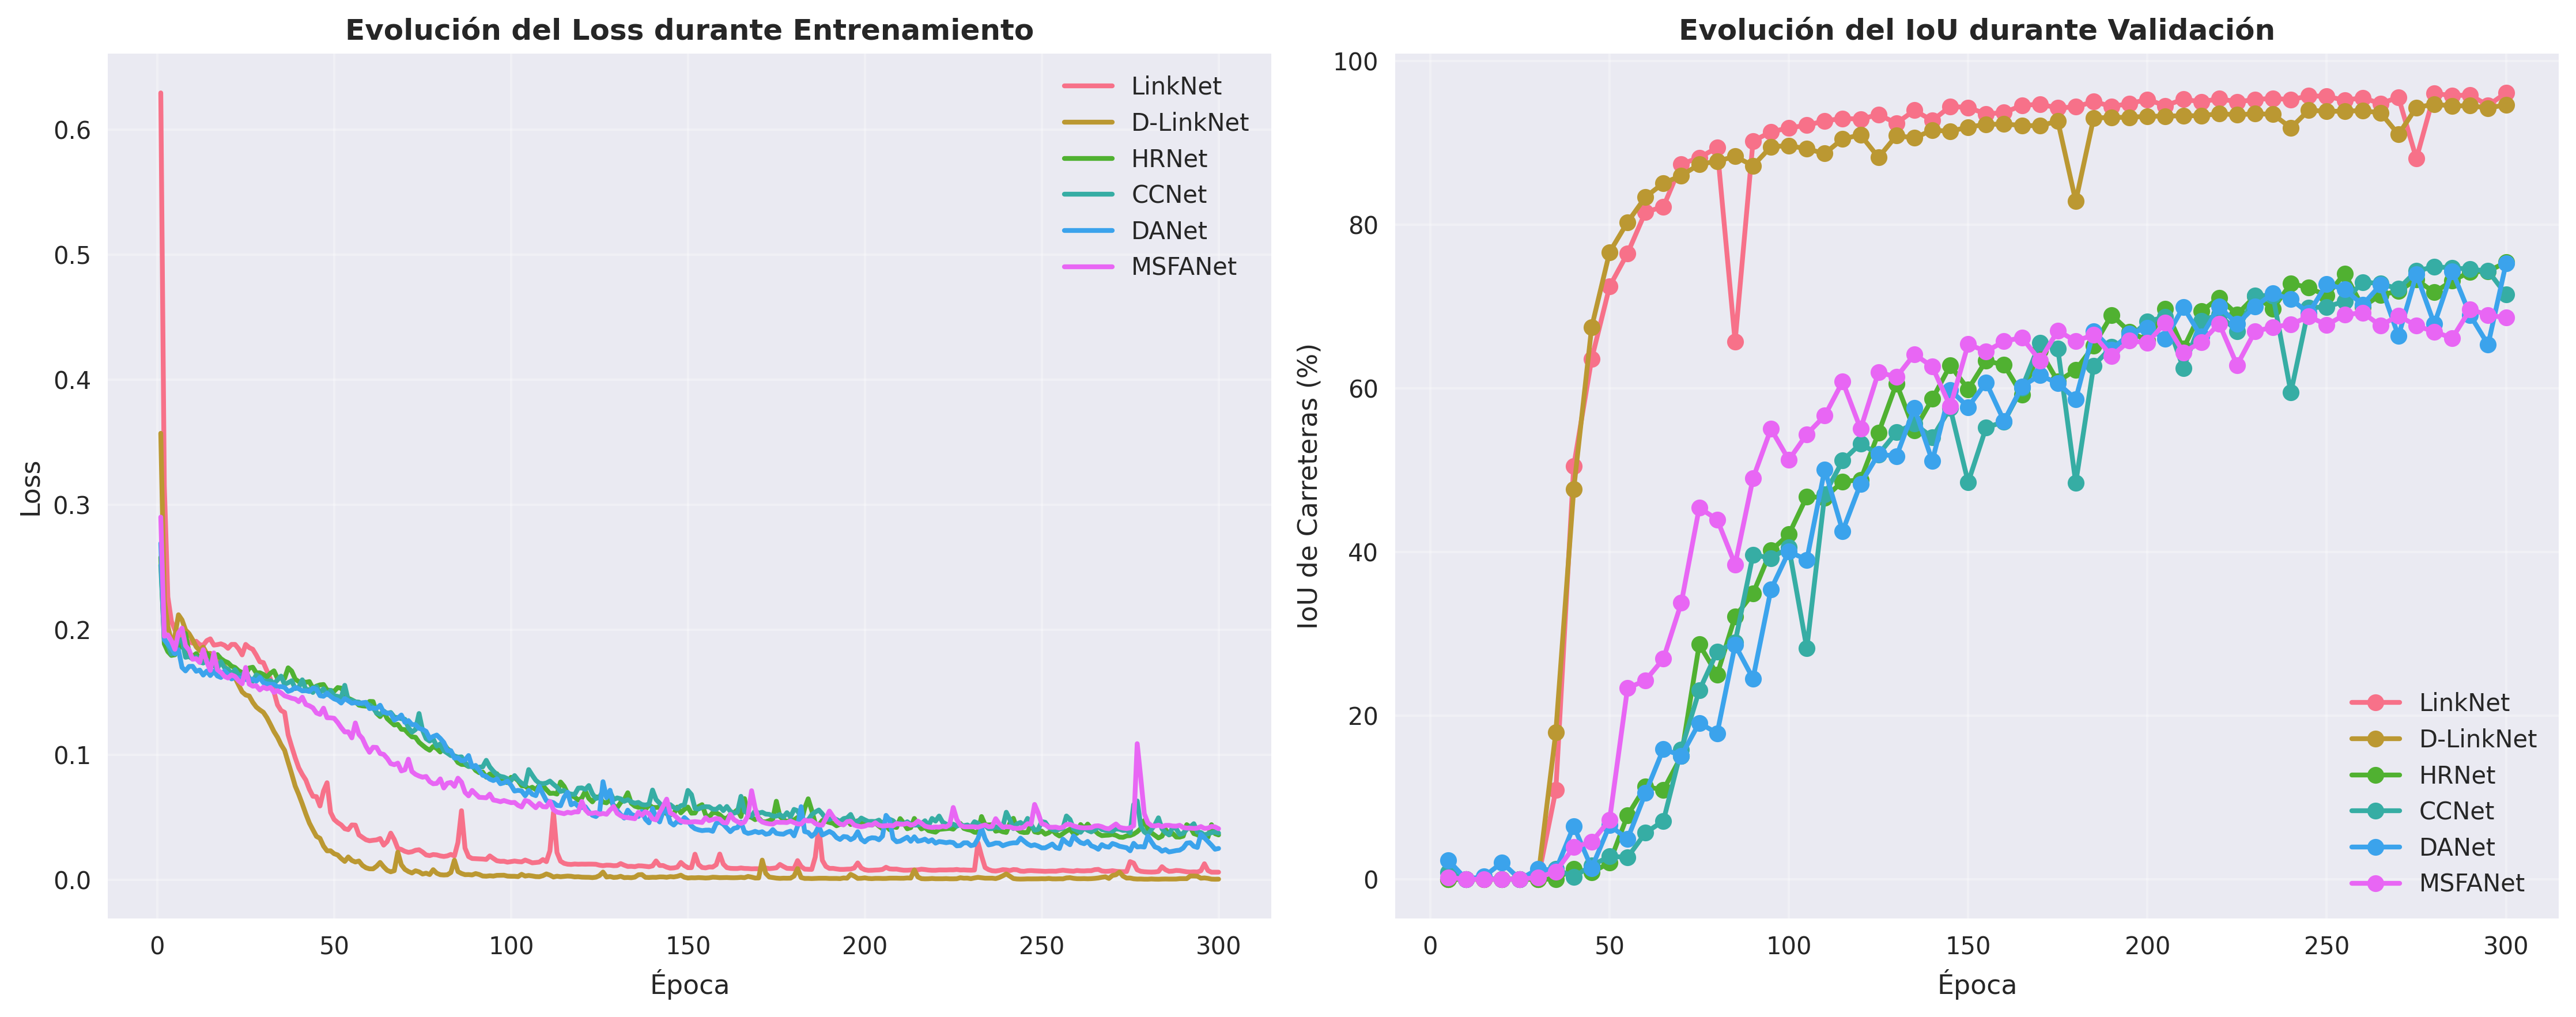 Evolución del Loss durante Entrenamiento
Loss
0.6
0.5
0.4
0.3
0.2
0.1
0.0
0
50
100
150
200
250
300
Época
LinkNet
D-LinkNet
HRNet
CCNet
DANet
MSFANet
Evolución del IoU durante Validación
IoU de Carreteras (%)
100
80
60
40
20
0
0
50
100
150
200
250
300
Época
LinkNet
D-LinkNet
HRNet
CCNet
DANet
MSFANet